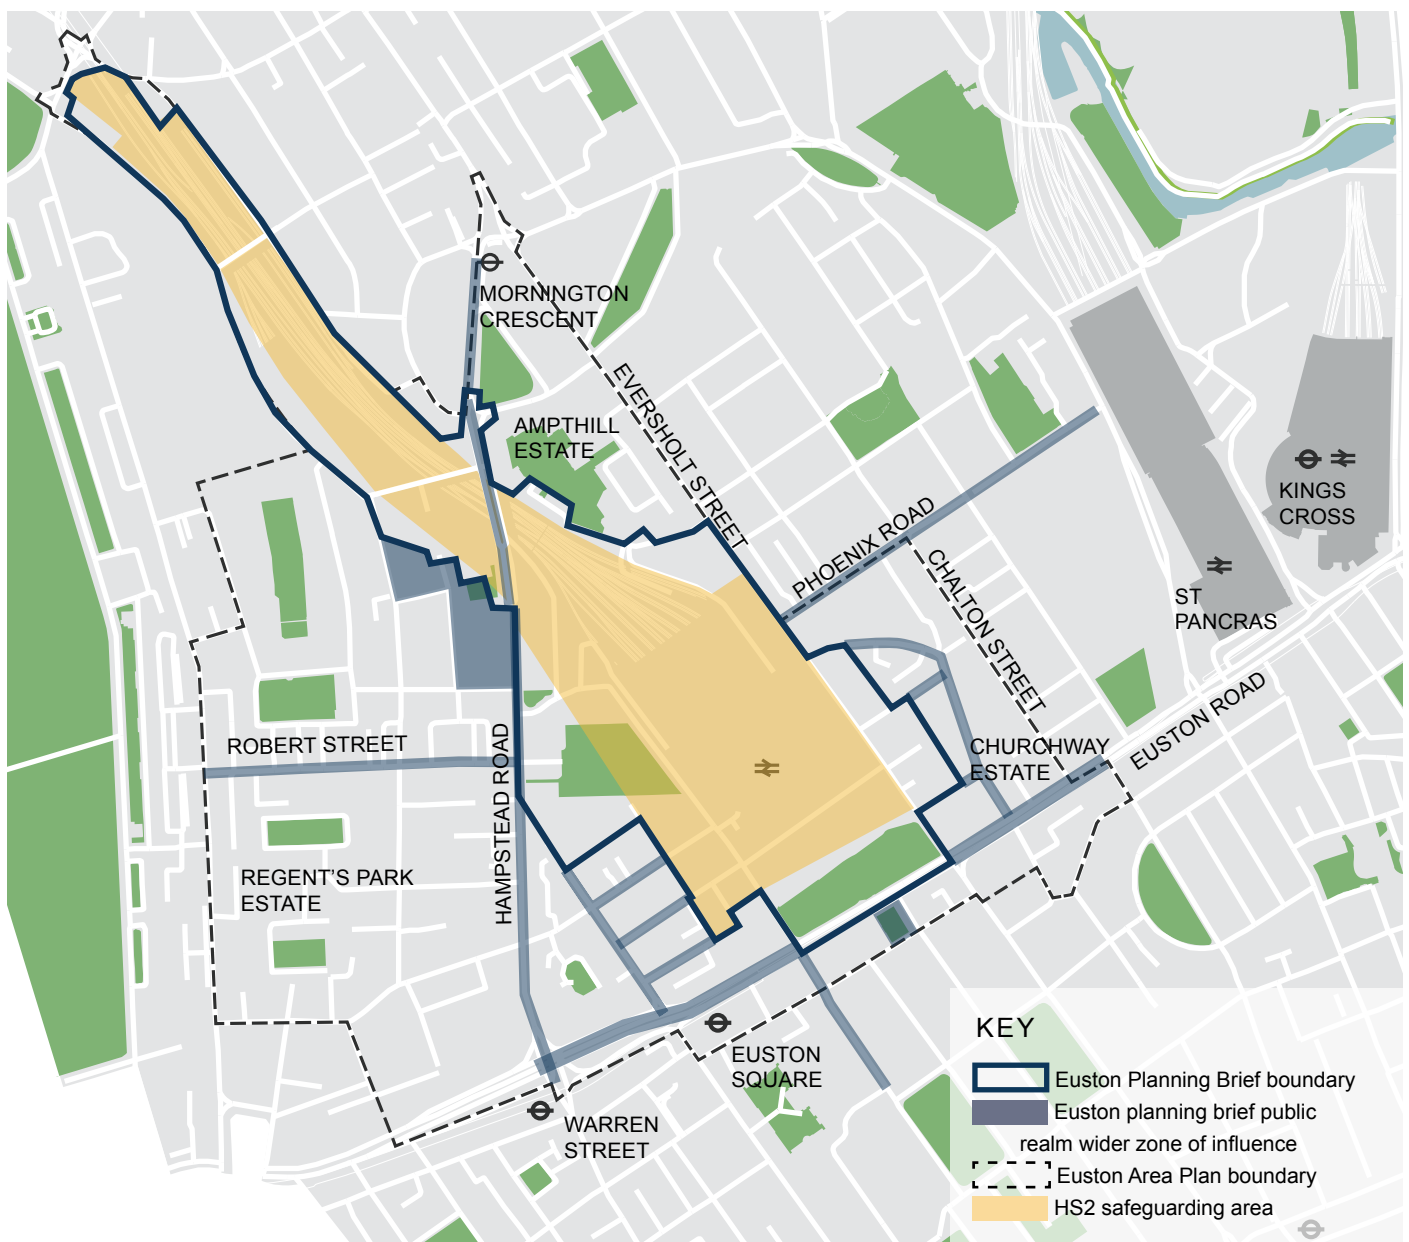 MORNINGTON
CRESCENT
EVERSHOLT STREET
AMPTHILL
ESTATE
KINGS
CROSS
PHOENIX ROAD
CHALTON STREET
ST
PANCRAS
EUSTON ROAD
ROBERT STREET
HAMPSTEAD ROAD
CHURCHWAY
ESTATE
REGENT'S PARK
ESTATE
EUSTON
SQUARE
WARREN
STREET
KEY
Euston Planning Brief boundary
Euston planning brief public
realm wider zone of influence
Euston Area Plan boundary
HS2 safeguarding area